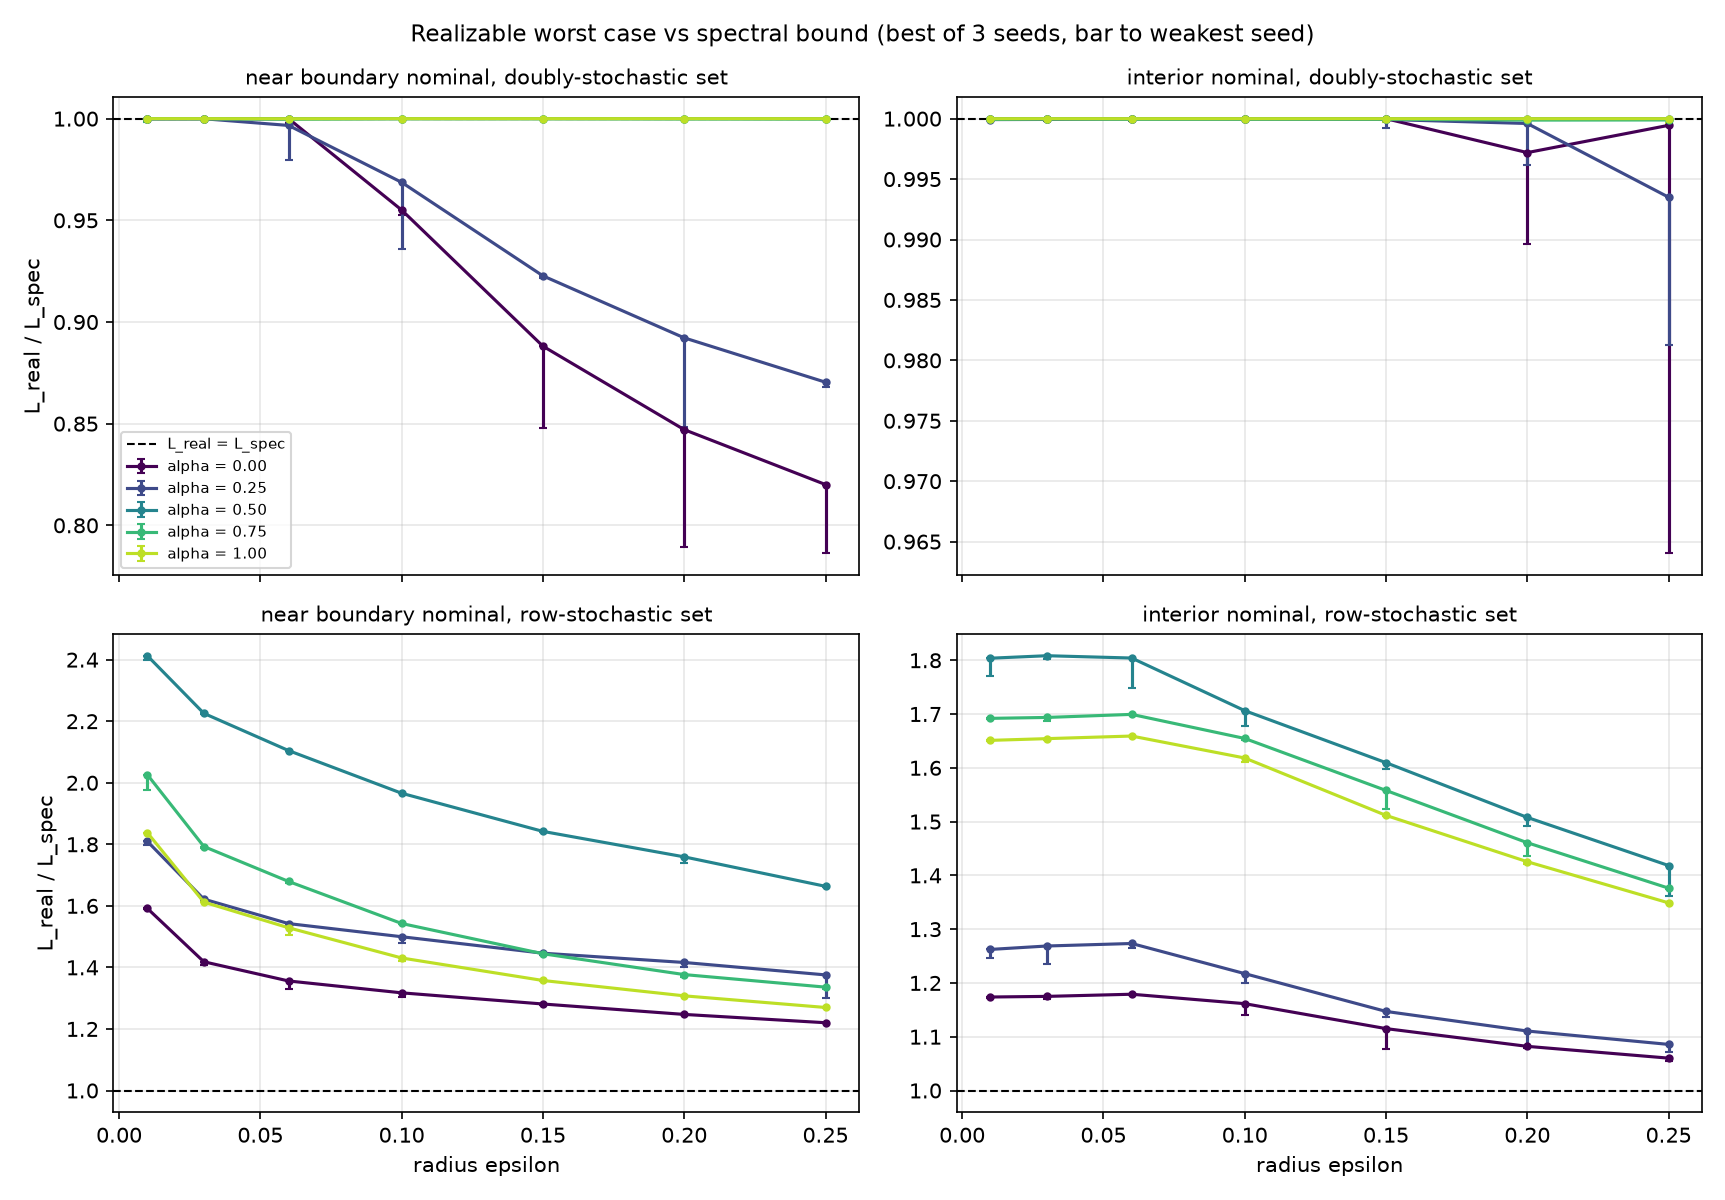 Realizable worst case vs spectral bound (best of 3 seeds, bar to weakest seed)
near boundary nominal, doubly-stochastic set
1.00
0.95
0.90
0.85
0.80
L_real / L_spec
L_real = L_spec
alpha = 0.00
alpha = 0.25
alpha = 0.50
alpha = 0.75
alpha = 1.00
interior nominal, doubly-stochastic set
1.000
0.995
0.990
0.985
0.980
0.975
0.970
0.965
near boundary nominal, row-stochastic set
2.4
2.2
2.0
1.8
1.6
1.4
1.2
1.0
L_real / L_spec
0.00 0.05 0.10 0.15 0.20 0.25
radius epsilon
interior nominal, row-stochastic set
1.8
1.7
1.6
1.5
1.4
1.3
1.2
1.1
1.0
0.00 0.05 0.10 0.15 0.20 0.25
radius epsilon